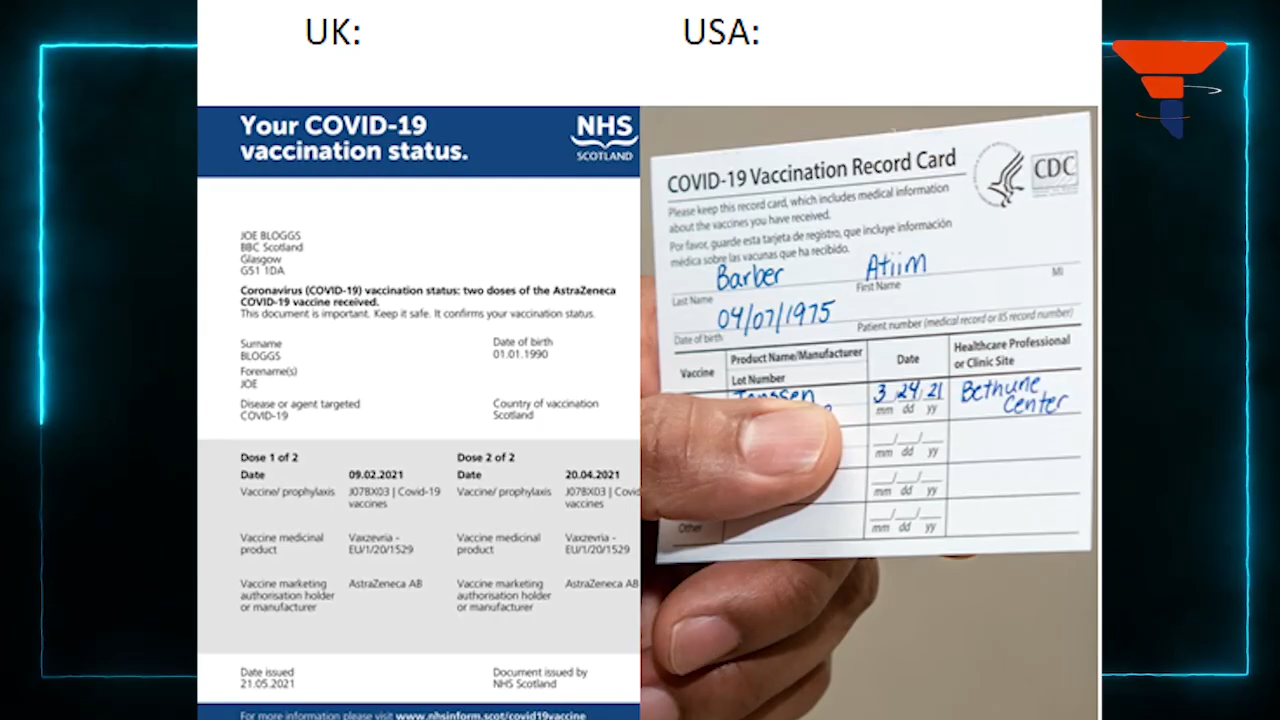 UK:
USA:
Your COVID-19
vaccination status.
NHS
SCOTLAND
JOE BLOGGS
BBC Scotland
Glasgow
G51 1DA
Coronavirus (COVID-19) vaccination status: two doses of the AstraZeneca
COVID-19 vaccine received.
This document is important. Keep it safe. It confirms your vaccination status.
Surname
BLOGGS
Date of birth
01.01.1990
Forename(s)
JOE
Disease or agent targeted
COVID-19
Country of vaccination
Scotland
Dose 1 of 2
Dose 2 of 2
Date 09.02.2021
Date 20.04.2021
Vaccine/ prophylaxis J07BX03 | Covid-19
vaccines
Vaccine/ prophylaxis J07BX03 | Covid
vaccines
Vaccine medicinal Vaxzevria -
product EU/1/20/1529
Vaccine medicinal Vaxzevria -
product EU/1/20/1529
Vaccine marketing AstraZeneca AB
authorisation holder
or manufacturer
Vaccine marketing AstraZeneca AB
authorisation holder
or manufacturer
Date issued
21.05.2021
Document issued by
NHS Scotland
For more information please visit www.nhsinform.scot/covid19vaccine
COVID-19 Vaccination Record Card
CDC
Please keep this record card, which includes medical information
about the vaccines you have received.
Por favor, guarde esta tarjeta de registro, que incluye información
médica sobre las vacunas que ha recibido.
Barber Atiim
Last Name First Name MI
04/07/1975
Date of birth Patient number (medical record or IIS record number)
Vaccine
Product Name/Manufacturer
Lot Number
Date
Healthcare Professional
or Clinic Site
Janssen
3 24 21
mm dd yy
Bethune
Center
__/__/__
mm dd yy
__/__/__
mm dd yy
Other
__/__/__
mm dd yy